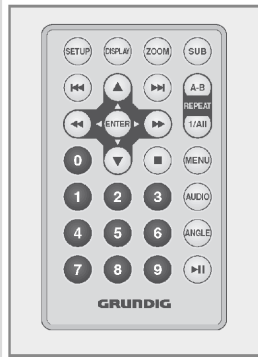 SETUP DISPLAY ZOOM SUB
A-B
REPEAT
ENTER
1/All
0 MENU
1 2 3 AUDIO
4 5 6 ANGLE
7 8 9
GRUNDIG